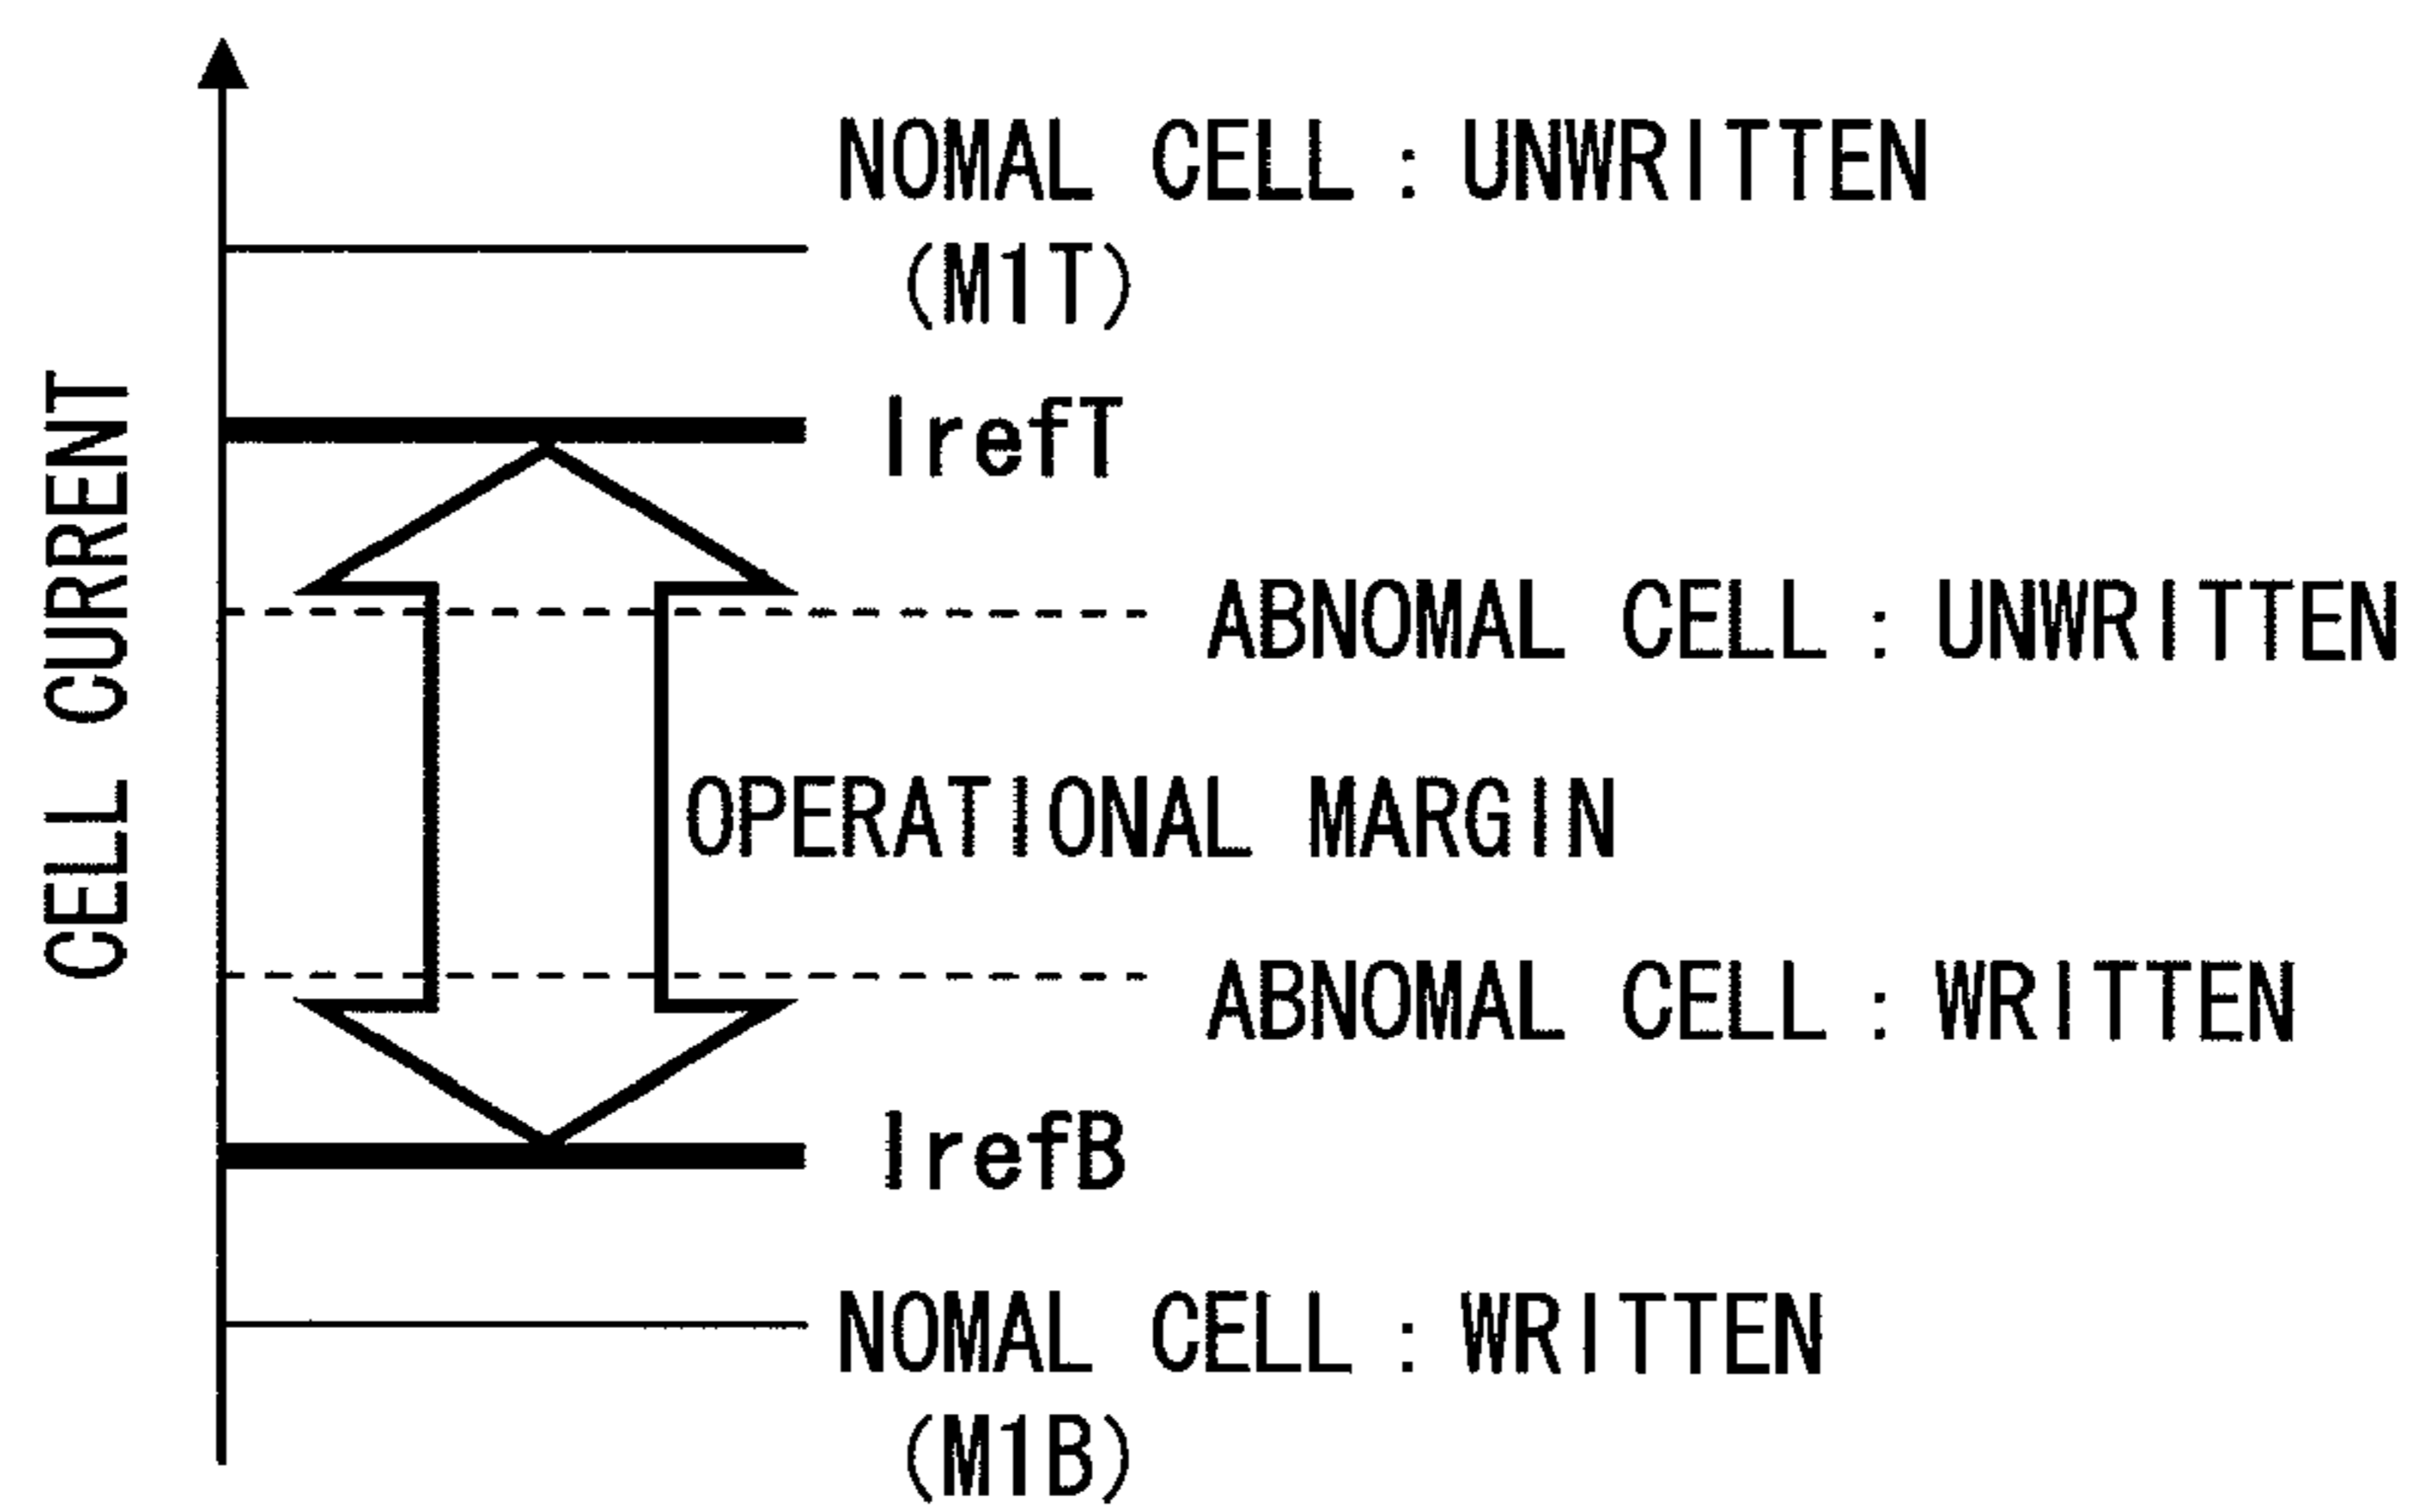 NOMAL CELL : UNWRITTEN
(M1T)
IrefT
ABNOMAL CELL : UNWRITTEN
CELL CURRENT
OPERATIONAL MARGIN
ABNOMAL CELL : WRITTEN
IrefB
NOMAL CELL : WRITTEN
(M1B)